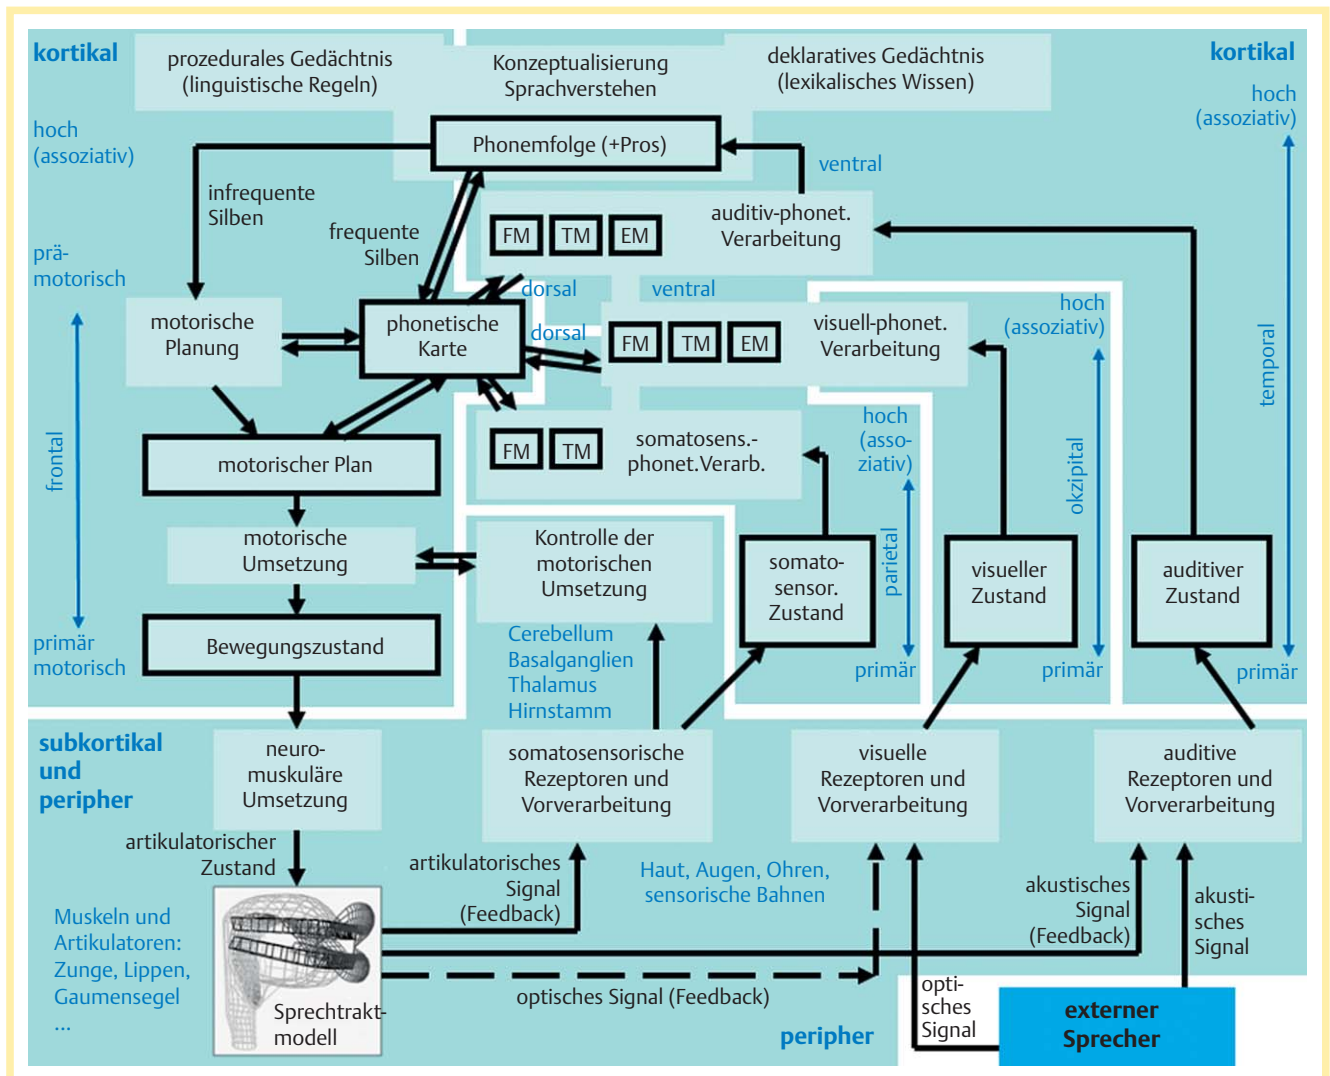 kortikal
prozedurales Gedächtnis
(linguistische Regeln)
Konzeptualisierung
Sprachverstehen
deklaratives Gedächtnis
(lexikalisches Wissen)
kortikal
hoch
(assoziativ)
hoch
(assoziativ)
Phonemfolge (+Pros)
ventral
infrequente
Silben
frequente
Silben
FM
TM
EM
auditiv-phonet.
Verarbeitung
prä-
motorisch
dorsal
ventral
hoch
(assoziativ)
motorische
Planung
phonetische
Karte
dorsal
FM
TM
EM
visuell-phonet.
Verarbeitung
temporal
frontal
hoch
(asso-
ziativ)
FM
TM
somatosens.-
phonet.Verarb.
motorischer Plan
okzipital
parietal
motorische
Umsetzung
Kontrolle der
motorischen
Umsetzung
somato-
sensor.
Zustand
visueller
Zustand
auditiver
Zustand
primär
motorisch
Bewegungszustand
Cerebellum
Basalganglien
Thalamus
Hirnstamm
primär
primär
primär
subkortikal
und
peripher
neuro-
muskuläre
Umsetzung
somatosensorische
Rezeptoren und
Vorverarbeitung
visuelle
Rezeptoren und
Vorverarbeitung
auditive
Rezeptoren und
Vorverarbeitung
artikulatorischer
Zustand
artikulatorisches
Signal
(Feedback)
Haut, Augen, Ohren,
sensorische Bahnen
akustisches
Signal
(Feedback)
akusti-
sches
Signal
Muskeln und
Artikulatoren:
Zunge, Lippen,
Gaumensegel
...
Sprechtrakt-
modell
optisches Signal (Feedback)
opti-
sches
Signal
externer
Sprecher
peripher